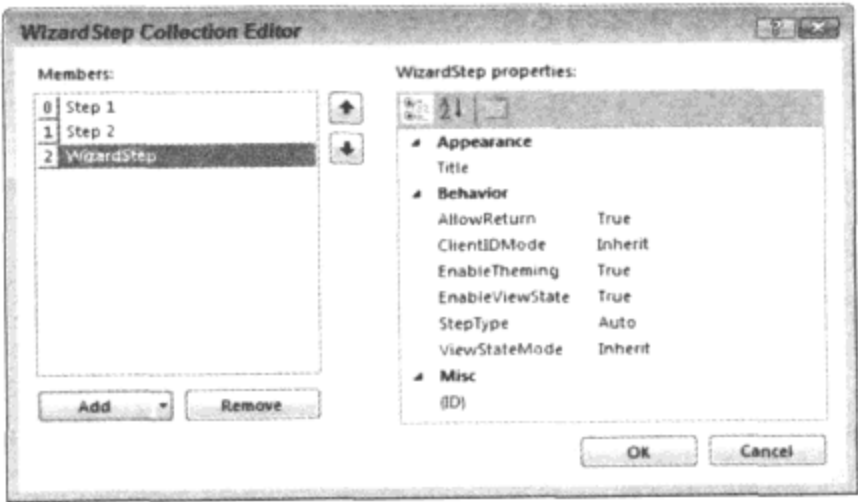 WizardStep Collection Editor
Members:
0 Step 1
1 Step 2
2 WizardStep
Add
Remove
WizardStep properties:
Appearance
Title
Behavior
AllowReturn True
ClientIDMode Inherit
EnableTheming True
EnableViewState True
StepType Auto
ViewStateMode Inherit
Misc
(ID)
OK
Cancel